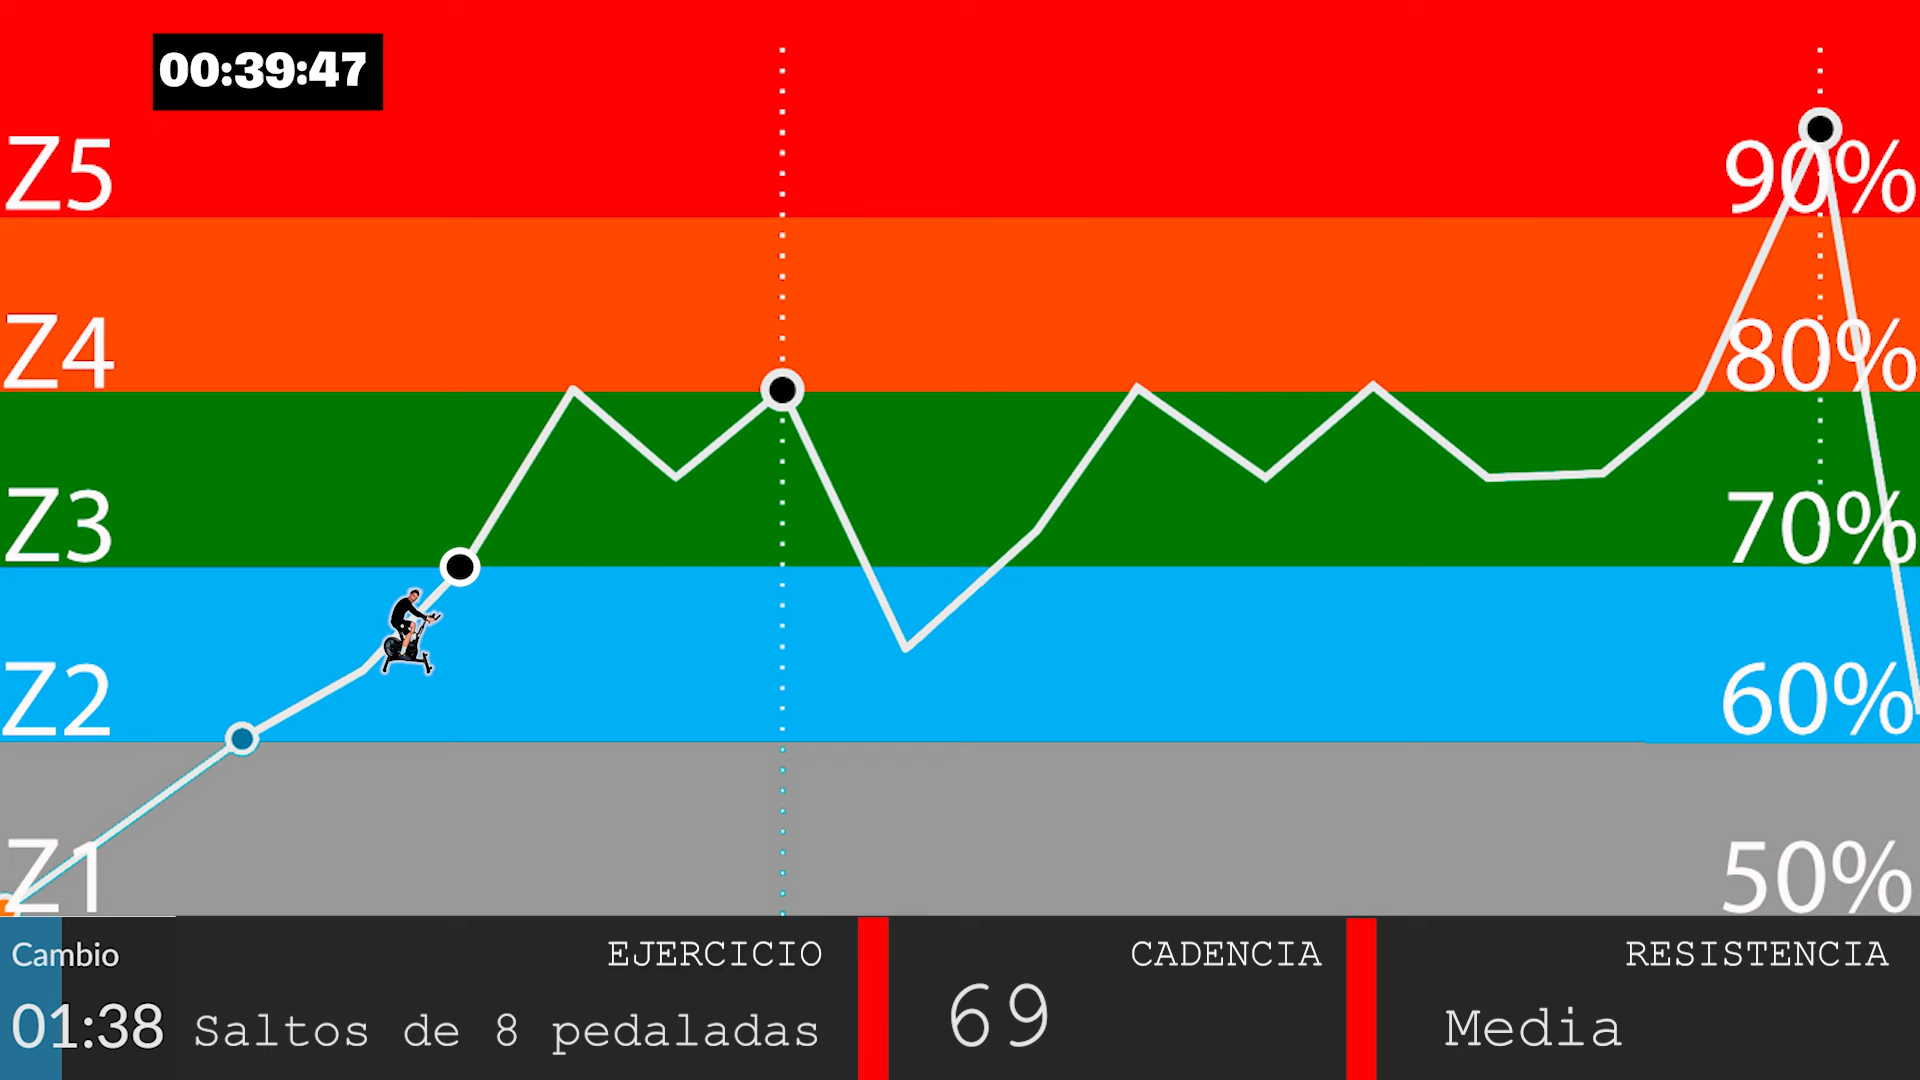 00:39:47
Z5 90%
Z4 80%
Z3 70%
Z2 60%
Z1 50%
Cambio
01:38
EJERCICIO
Saltos de 8 pedaladas
CADENCIA
69
RESISTENCIA
Media